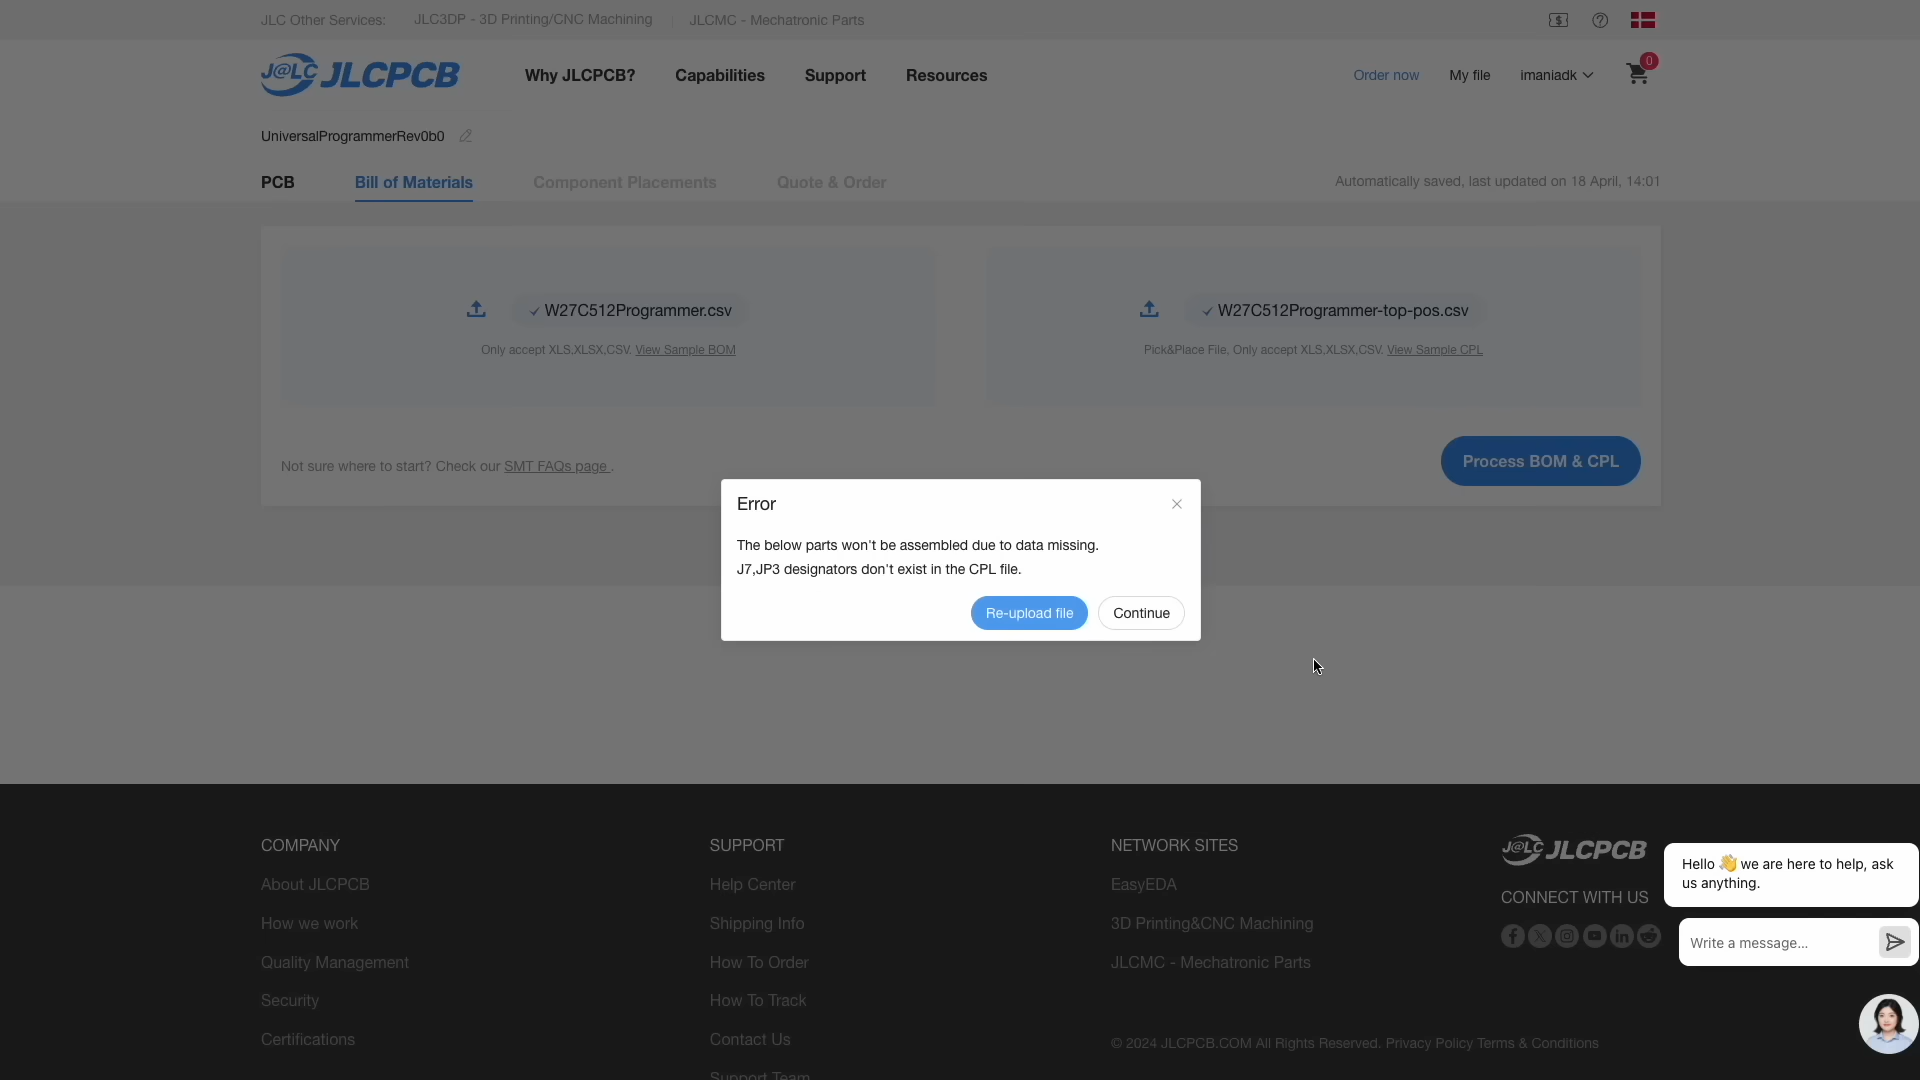 JLC Other Services:
JLC3DP - 3D Printing/CNC Machining
JLCMC - Mechatronic Parts
J@LC JLCPCB
Why JLCPCB?
Capabilities
Support
Resources
Order now
My file
imaniadk
0
UniversalProgrammerRev0b0
PCB
Bill of Materials
Component Placements
Quote & Order
Automatically saved, last updated on 18 April, 14:01
✓ W27C512Programmer.csv
Only accept XLS,XLSX,CSV. View Sample BOM
✓ W27C512Programmer-top-pos.csv
Pick&Place File, Only accept XLS,XLSX,CSV. View Sample CPL
Not sure where to start? Check our SMT FAQs page .
Process BOM & CPL
Error
The below parts won't be assembled due to data missing.
J7,JP3 designators don't exist in the CPL file.
Re-upload file
Continue
COMPANY
About JLCPCB
How we work
Quality Management
Security
Certifications
SUPPORT
Help Center
Shipping Info
How To Order
How To Track
Contact Us
Support Team
NETWORK SITES
EasyEDA
3D Printing&CNC Machining
JLCMC - Mechatronic Parts
J@LC JLCPCB
CONNECT WITH US
© 2024 JLCPCB.COM All Rights Reserved. Privacy Policy Terms & Conditions
Hello 👋 we are here to help, ask
us anything.
Write a message...